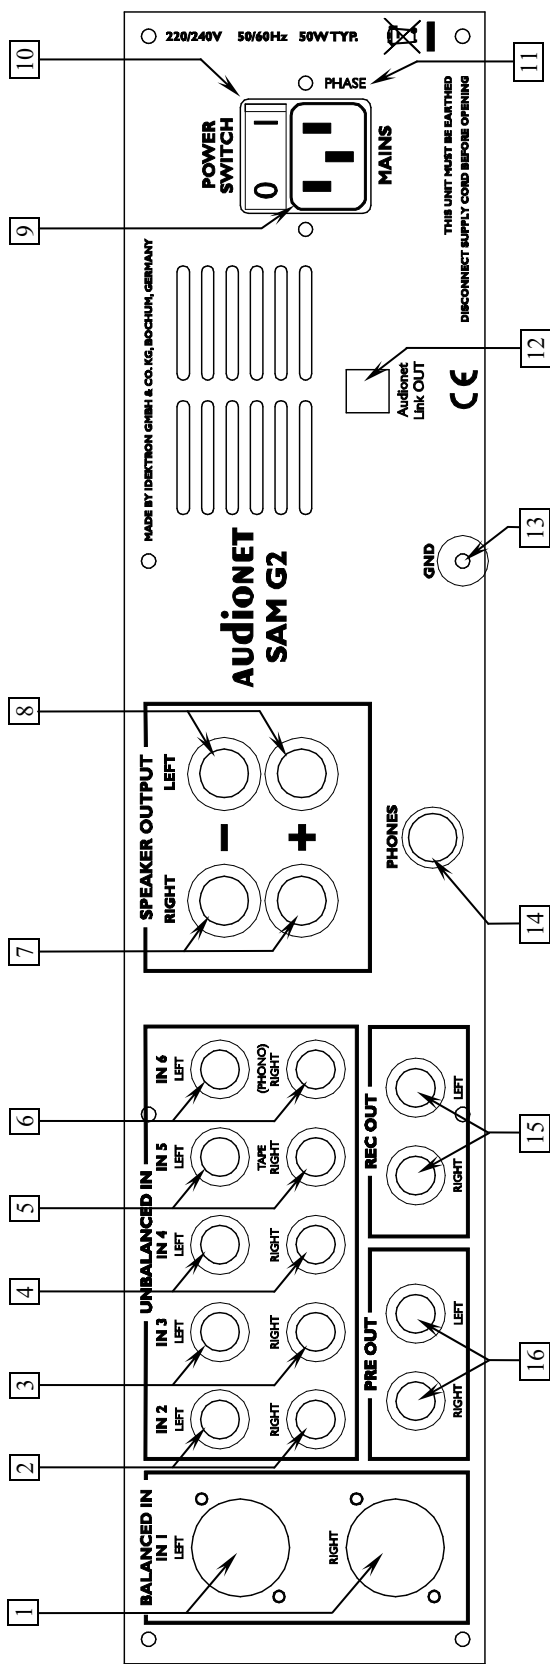 1
2
3
4
5
6
7
8
9
10
BALANCED IN
IN 1
LEFT
RIGHT
UNBALANCED IN
IN 2
LEFT
RIGHT
IN 3
LEFT
RIGHT
IN 4
LEFT
RIGHT
IN 5
LEFT
TAPE
RIGHT
IN 6
LEFT
(PHONO)
RIGHT
PRE OUT
RIGHT
LEFT
REC OUT
RIGHT
LEFT
SPEAKER OUTPUT
RIGHT
LEFT
–
+
PHONES
AUDIONET
SAM G2
GND
MADE BY IDEKTRON GMBH & CO. KG, BOCHUM, GERMANY
Audionet
Link OUT
CE
POWER
SWITCH
0
I
MAINS
PHASE
220/240V 50/60Hz 50W TYP.
THIS UNIT MUST BE EARTHED
DISCONNECT SUPPLY CORD BEFORE OPENING
16
15
14
13
12
11